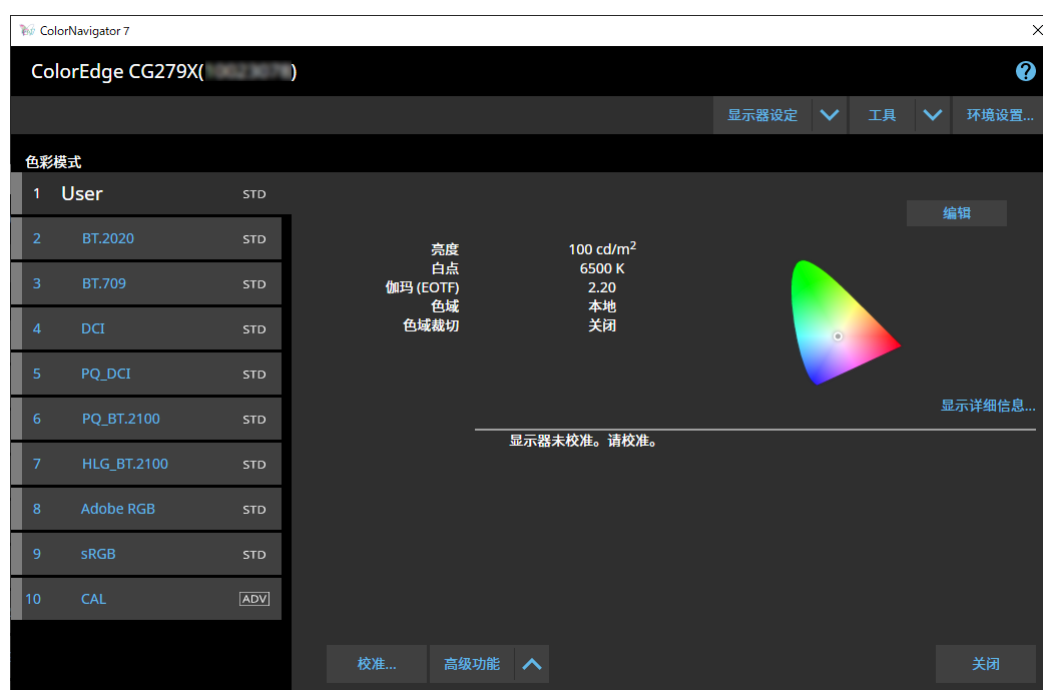 ColorNavigator 7
ColorEdge CG279X( )
显示器设定 工具 环境设置...
色彩模式
1 User STD
编辑
2 BT.2020 STD
亮度 100 cd/m²
白点 6500 K
3 BT.709 STD
伽玛 (EOTF) 2.20
色域 本地
色域裁切 关闭
4 DCI STD
5 PQ_DCI STD
显示详细信息...
6 PQ_BT.2100 STD
显示器未校准。请校准。
7 HLG_BT.2100 STD
8 Adobe RGB STD
9 sRGB STD
10 CAL ADV
校准... 高级功能 关闭